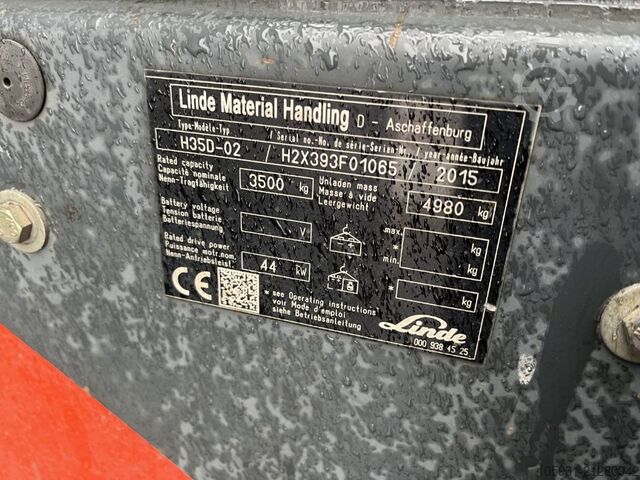 Linde Material Handling D - Aschaffenburg
Type-Modèle-Typ / Serial no.-No. de série-Serien-Nr. / year-année-Baujahr
H35D-02 / H2X393F01065 / 2015
Rated capacity
Capacité nominale
Nenn-Tragfähigkeit
3500 kg
Unladen mass
Masse à vide
Leergewicht
4980 kg
Battery voltage
Tension batterie
Batteriespannung
V
max.
*
min.
kg
kg
Rated drive power
Puissance motr.nom.
Nenn-Antriebsleist.
44 kW
*
kg
CE
* see Operating instructions
voir Mode d'emploi
siehe Betriebsanleitung
Linde
000 938 45 25